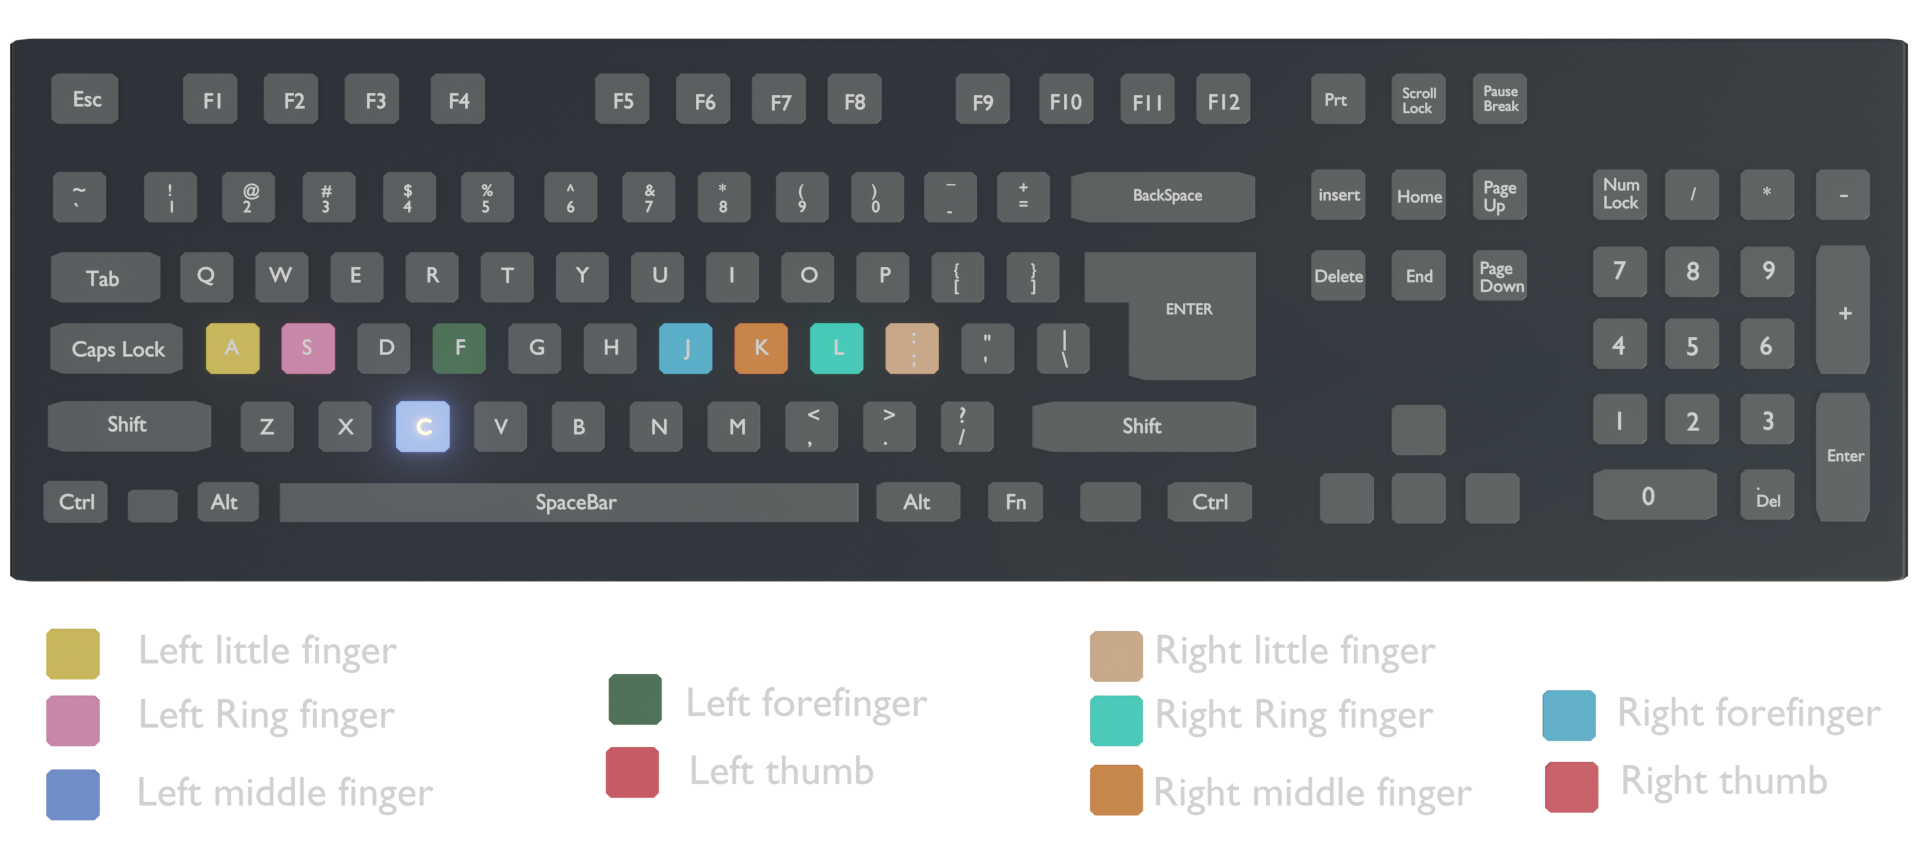 Esc F1 F2 F3 F4 F5 F6 F7 F8 F9 F10 F11 F12 Prt Scroll Lock Pause Break
~ ` ! 1 @ 2 # 3 $ 4 % 5 ^ 6 & 7 * 8 ( 9 ) 0 _ - + = BackSpace insert Home Page Up Num Lock / * -
Tab Q W E R T Y U I O P { [ } ] ENTER Delete End Page Down 7 8 9 +
Caps Lock A S D F G H J K L : ; " ' | \ 4 5 6
Shift Z X C V B N M < , > . ? / Shift 1 2 3 Enter
Ctrl Alt SpaceBar Alt Fn Ctrl 0 . Del
Left little finger
Left Ring finger
Left middle finger
Left forefinger
Left thumb
Right little finger
Right Ring finger
Right middle finger
Right forefinger
Right thumb